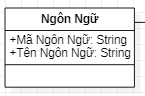 Ngôn Ngữ
+Mã Ngôn Ngữ: String
+Tên Ngôn Ngữ: String